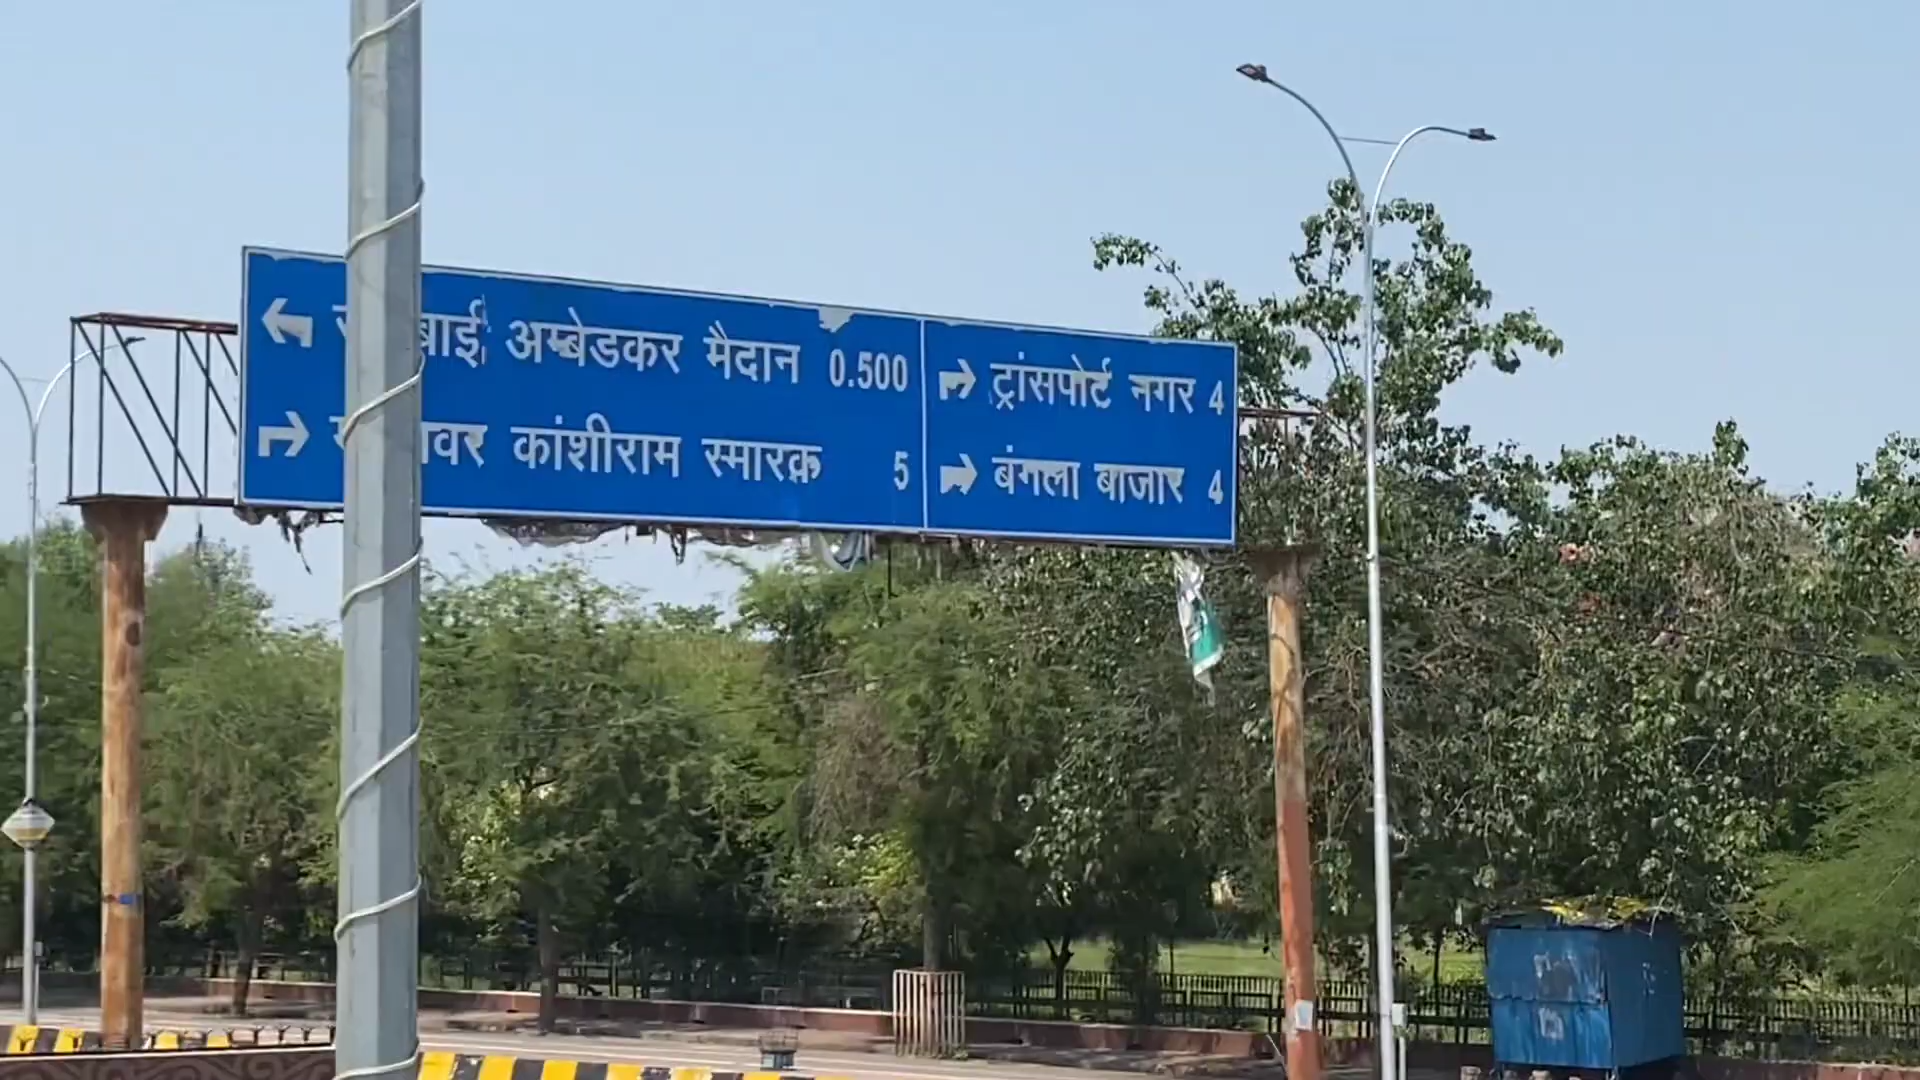 अम्बेडकर मैदान 0.500
कांशीराम स्मारक 5
ट्रांसपोर्ट नगर 4
बंगला बाजार 4